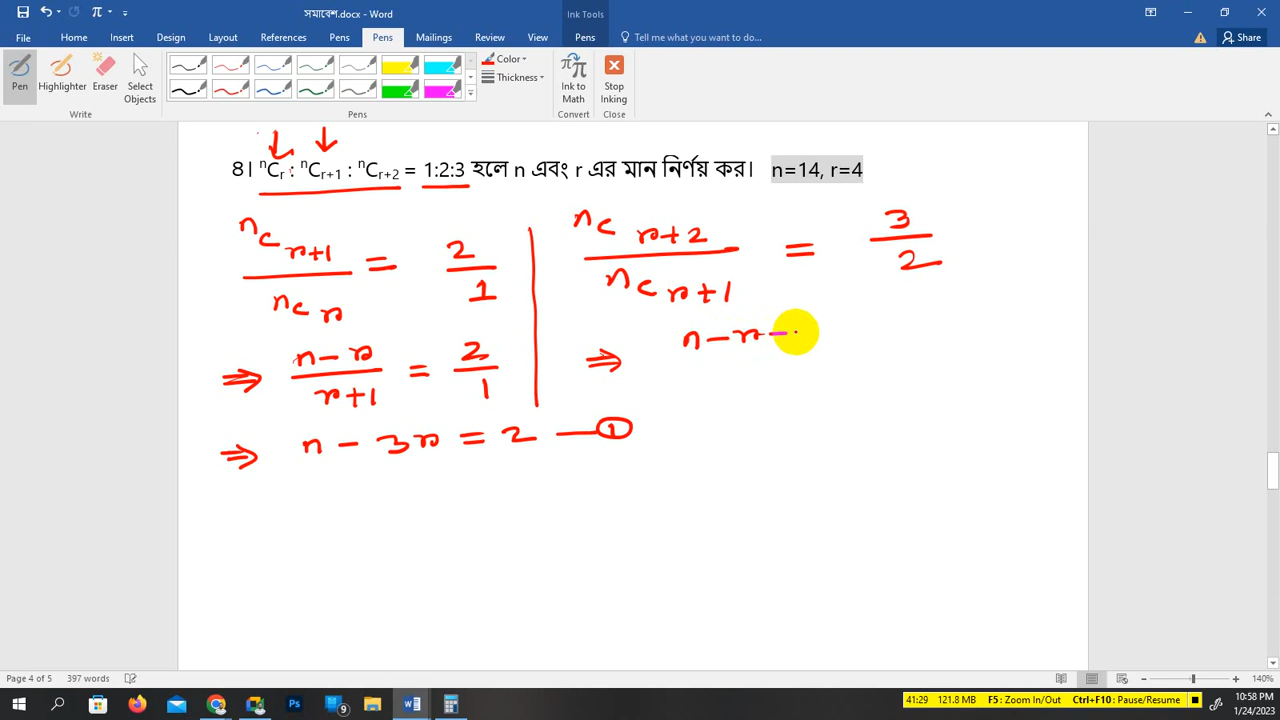 সমাবেশ.docx - Word
Ink Tools
File Home Insert Design Layout References Pens Mailings Review View Pens Tell me what you want to do... Share
Pen Highlighter Eraser Select Objects
Color
Thickness
Ink to Math
Stop Inking
Write Pens Convert Close
৪। ⁿCᵣ : ⁿCᵣ₊₁ : ⁿCᵣ₊₂ = 1:2:3 হলে n এবং r এর মান নির্ণয় কর। n=14, r=4
ⁿCᵣ₊₁ / ⁿCᵣ = 2/1
ⁿCᵣ₊₂ / ⁿCᵣ₊₁ = 3/2
⇒ (n-r)/(r+1) = 2/1
⇒ n-r-
⇒ n - 3r = 2 — ①
Page 4 of 5 397 words
140%
41:29 121.8 MB F5: Zoom In/Out Ctrl+F10: Pause/Resume
10:58 PM
1/24/2023